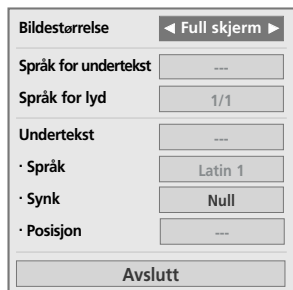 Bildestørrelse ◄ Full skjerm ►
Språk for undertekst ---
Språk for lyd 1/1
Undertekst ---
· Språk Latin 1
· Synk Null
· Posisjon ---
Avslutt